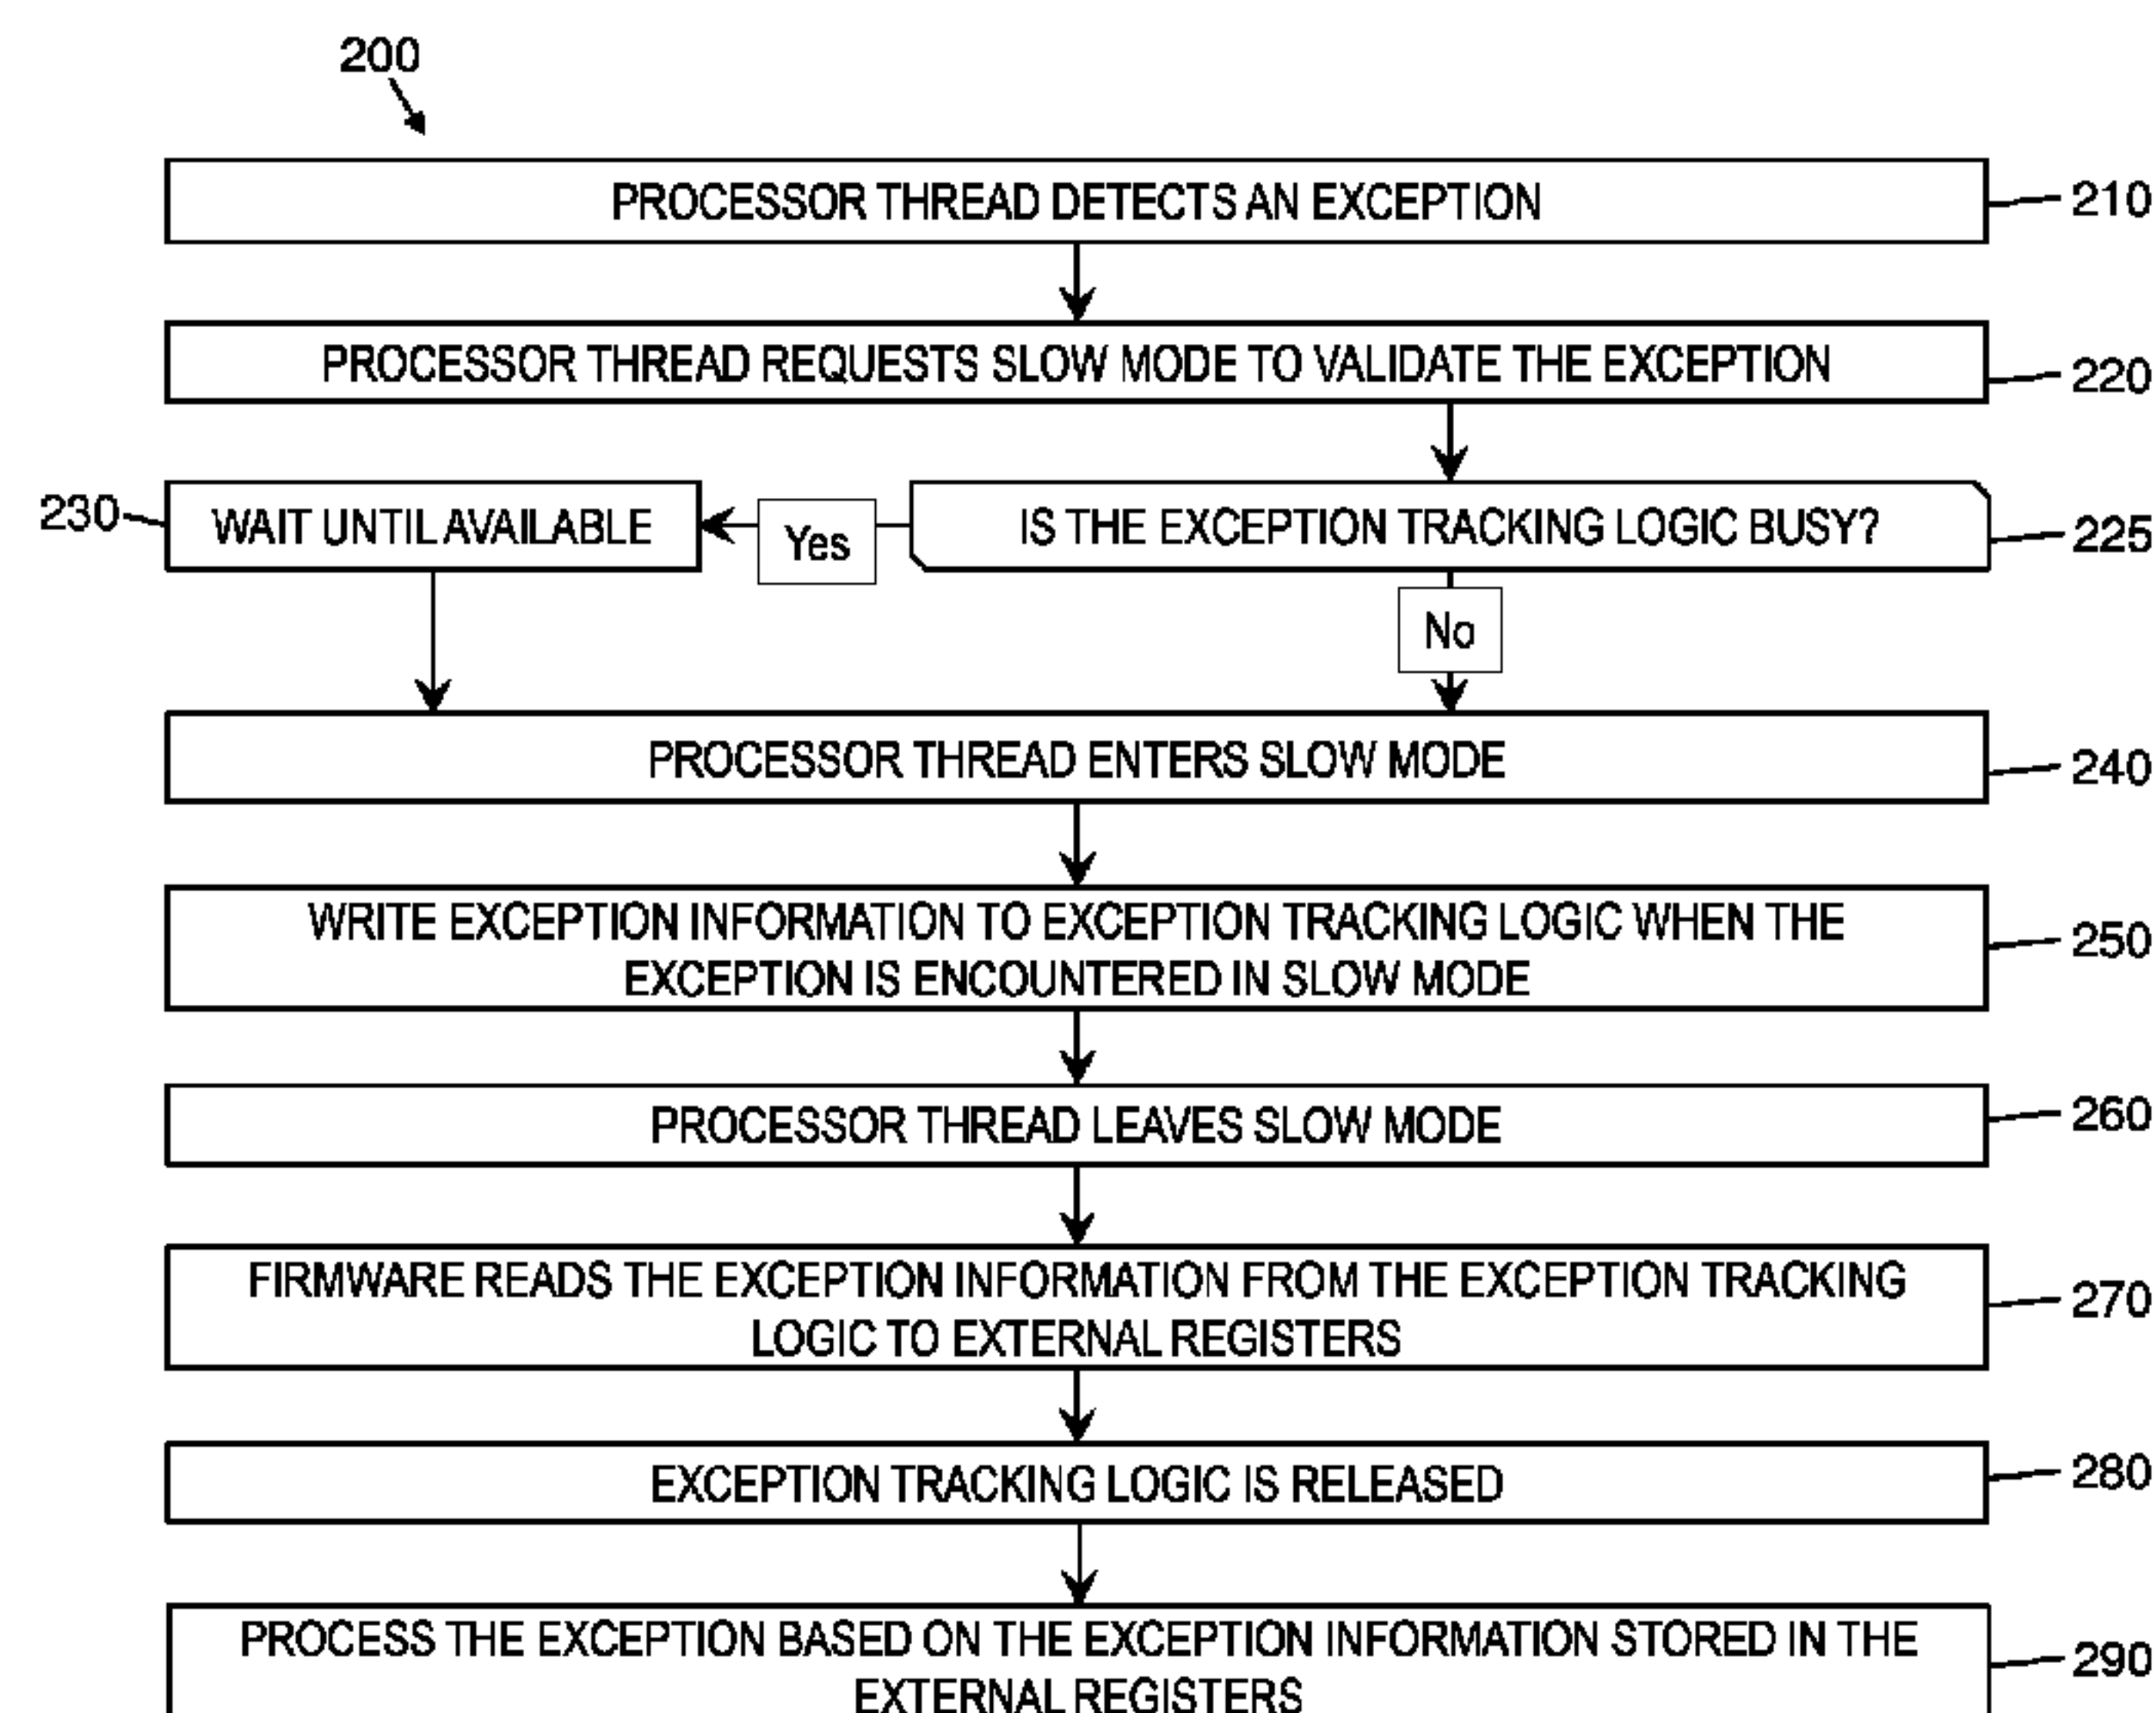 200
PROCESSOR THREAD DETECTS AN EXCEPTION
210
PROCESSOR THREAD REQUESTS SLOW MODE TO VALIDATE THE EXCEPTION
220
230
WAIT UNTIL AVAILABLE
Yes
IS THE EXCEPTION TRACKING LOGIC BUSY?
225
No
PROCESSOR THREAD ENTERS SLOW MODE
240
WRITE EXCEPTION INFORMATION TO EXCEPTION TRACKING LOGIC WHEN THE
EXCEPTION IS ENCOUNTERED IN SLOW MODE
250
PROCESSOR THREAD LEAVES SLOW MODE
260
FIRMWARE READS THE EXCEPTION INFORMATION FROM THE EXCEPTION TRACKING
LOGIC TO EXTERNAL REGISTERS
270
EXCEPTION TRACKING LOGIC IS RELEASED
280
PROCESS THE EXCEPTION BASED ON THE EXCEPTION INFORMATION STORED IN THE
EXTERNAL REGISTERS
290